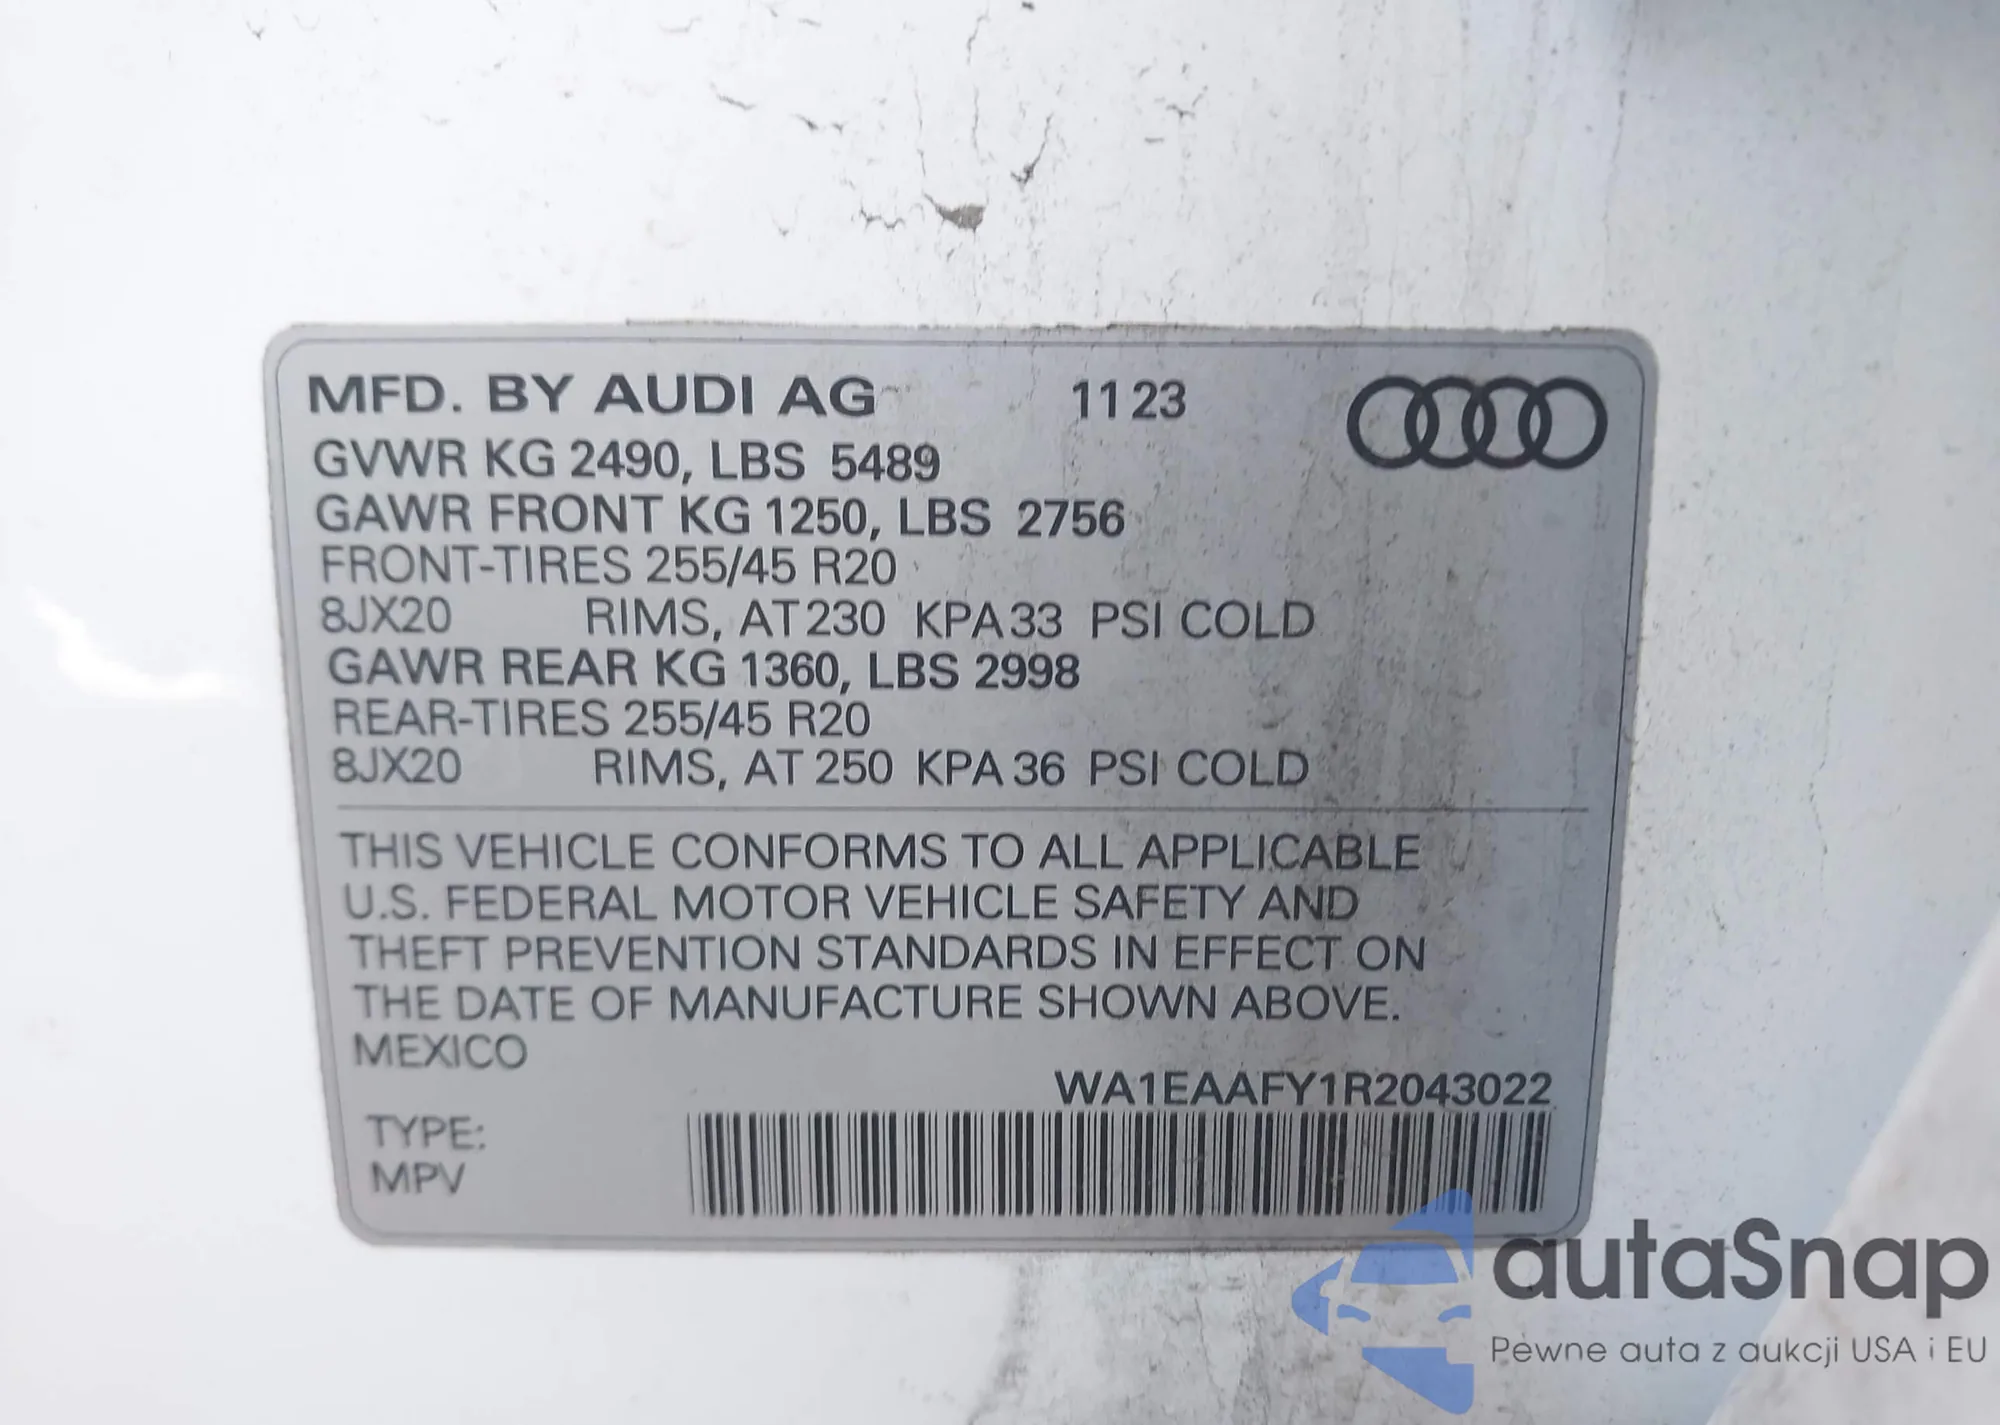 MFD. BY AUDI AG 11 23
GVWR KG 2490, LBS 5489
GAWR FRONT KG 1250, LBS 2756
FRONT-TIRES 255/45 R20
8JX20 RIMS, AT 230 KPA 33 PSI COLD
GAWR REAR KG 1360, LBS 2998
REAR-TIRES 255/45 R20
8JX20 RIMS, AT 250 KPA 36 PSI COLD
THIS VEHICLE CONFORMS TO ALL APPLICABLE
U.S. FEDERAL MOTOR VEHICLE SAFETY AND
THEFT PREVENTION STANDARDS IN EFFECT ON
THE DATE OF MANUFACTURE SHOWN ABOVE.
MEXICO
WA1EAAFY1R2043022
TYPE:
MPV
autaSnap
Pewne auta z aukcji USA i EU